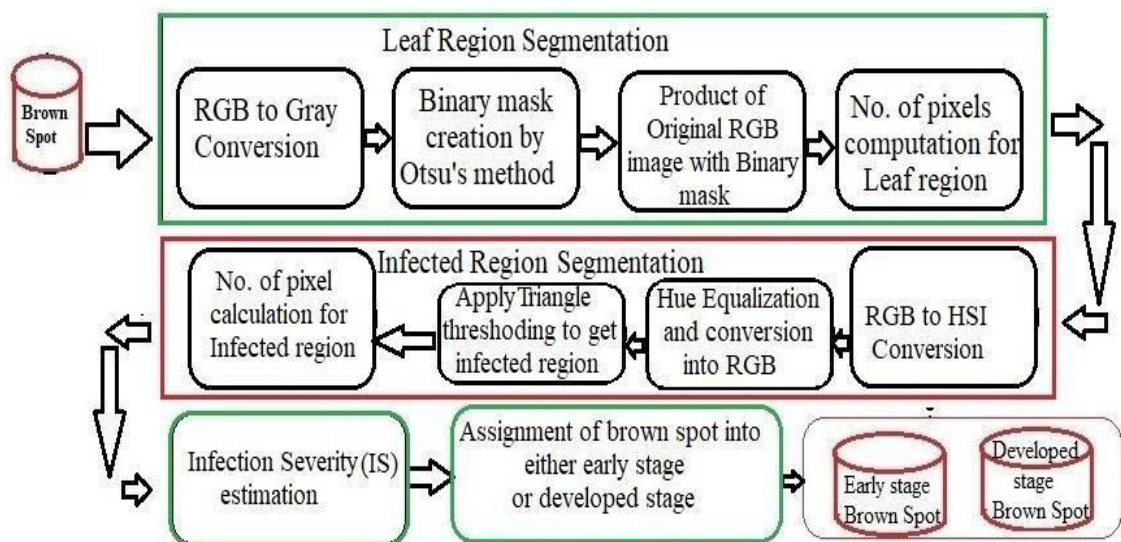 Brown
Spot
Leaf Region Segmentation
RGB to Gray
Conversion
Binary mask
creation by
Otsu's method
Product of
Original RGB
image with Binary
mask
No. of pixels
computation for
Leaf region
Infected Region Segmentation
RGB to HSI
Conversion
Hue Equalization
and conversion
into RGB
Apply Triangle
threshoding to get
infected region
No. of pixel
calculation for
Infected region
Infection Severity(IS)
estimation
Assignment of brown spot into
either early stage
or developed stage
Early stage
Brown Spot
Developed
stage
Brown Spot